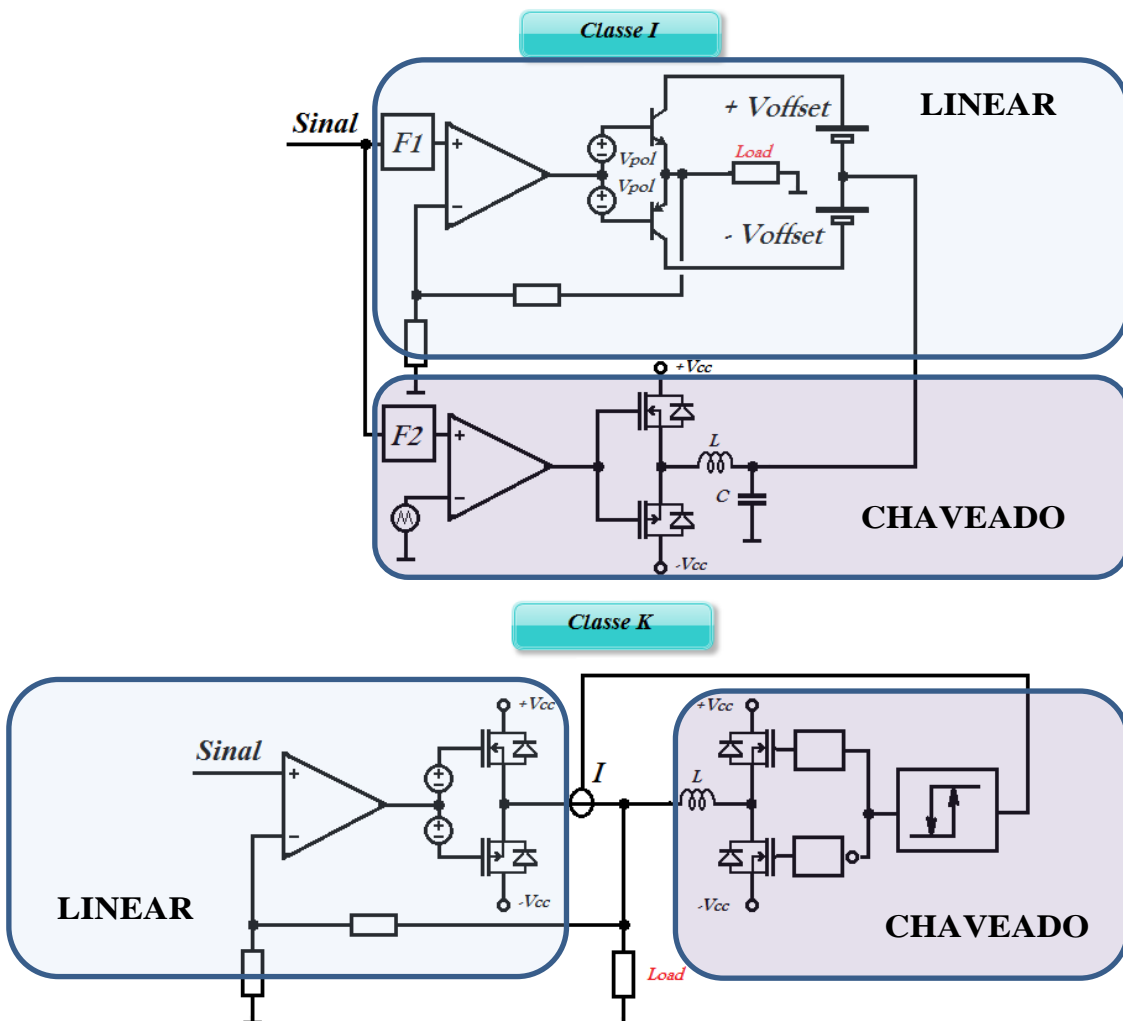 Classe I
LINEAR
+ Voffset
Sinal
F1
+
+
−
Vpol
Load
Vpol
+
−
−
- Voffset
+Vcc
F2
+
L
−
C
CHAVEADO
-Vcc
Classe K
+Vcc
+Vcc
Sinal
+
I
L
+
−
−
+
−
-Vcc
-Vcc
LINEAR
CHAVEADO
Load